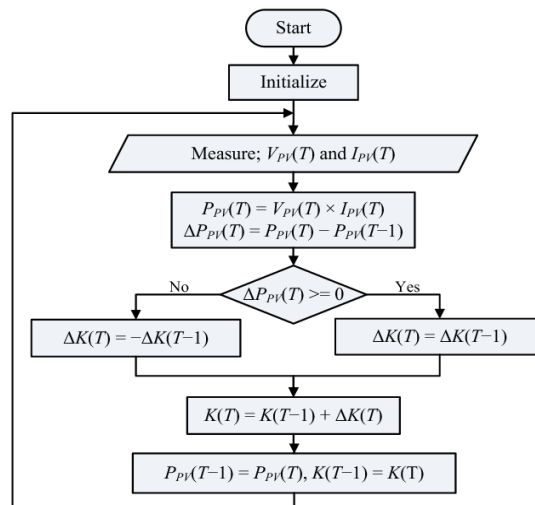 Start
Initialize
Measure; V_PV(T) and I_PV(T)
P_PV(T) = V_PV(T) × I_PV(T)
ΔP_PV(T) = P_PV(T) − P_PV(T−1)
No
ΔP_PV(T) >= 0
Yes
ΔK(T) = −ΔK(T−1)
ΔK(T) = ΔK(T−1)
K(T) = K(T−1) + ΔK(T)
P_PV(T−1) = P_PV(T), K(T−1) = K(T)